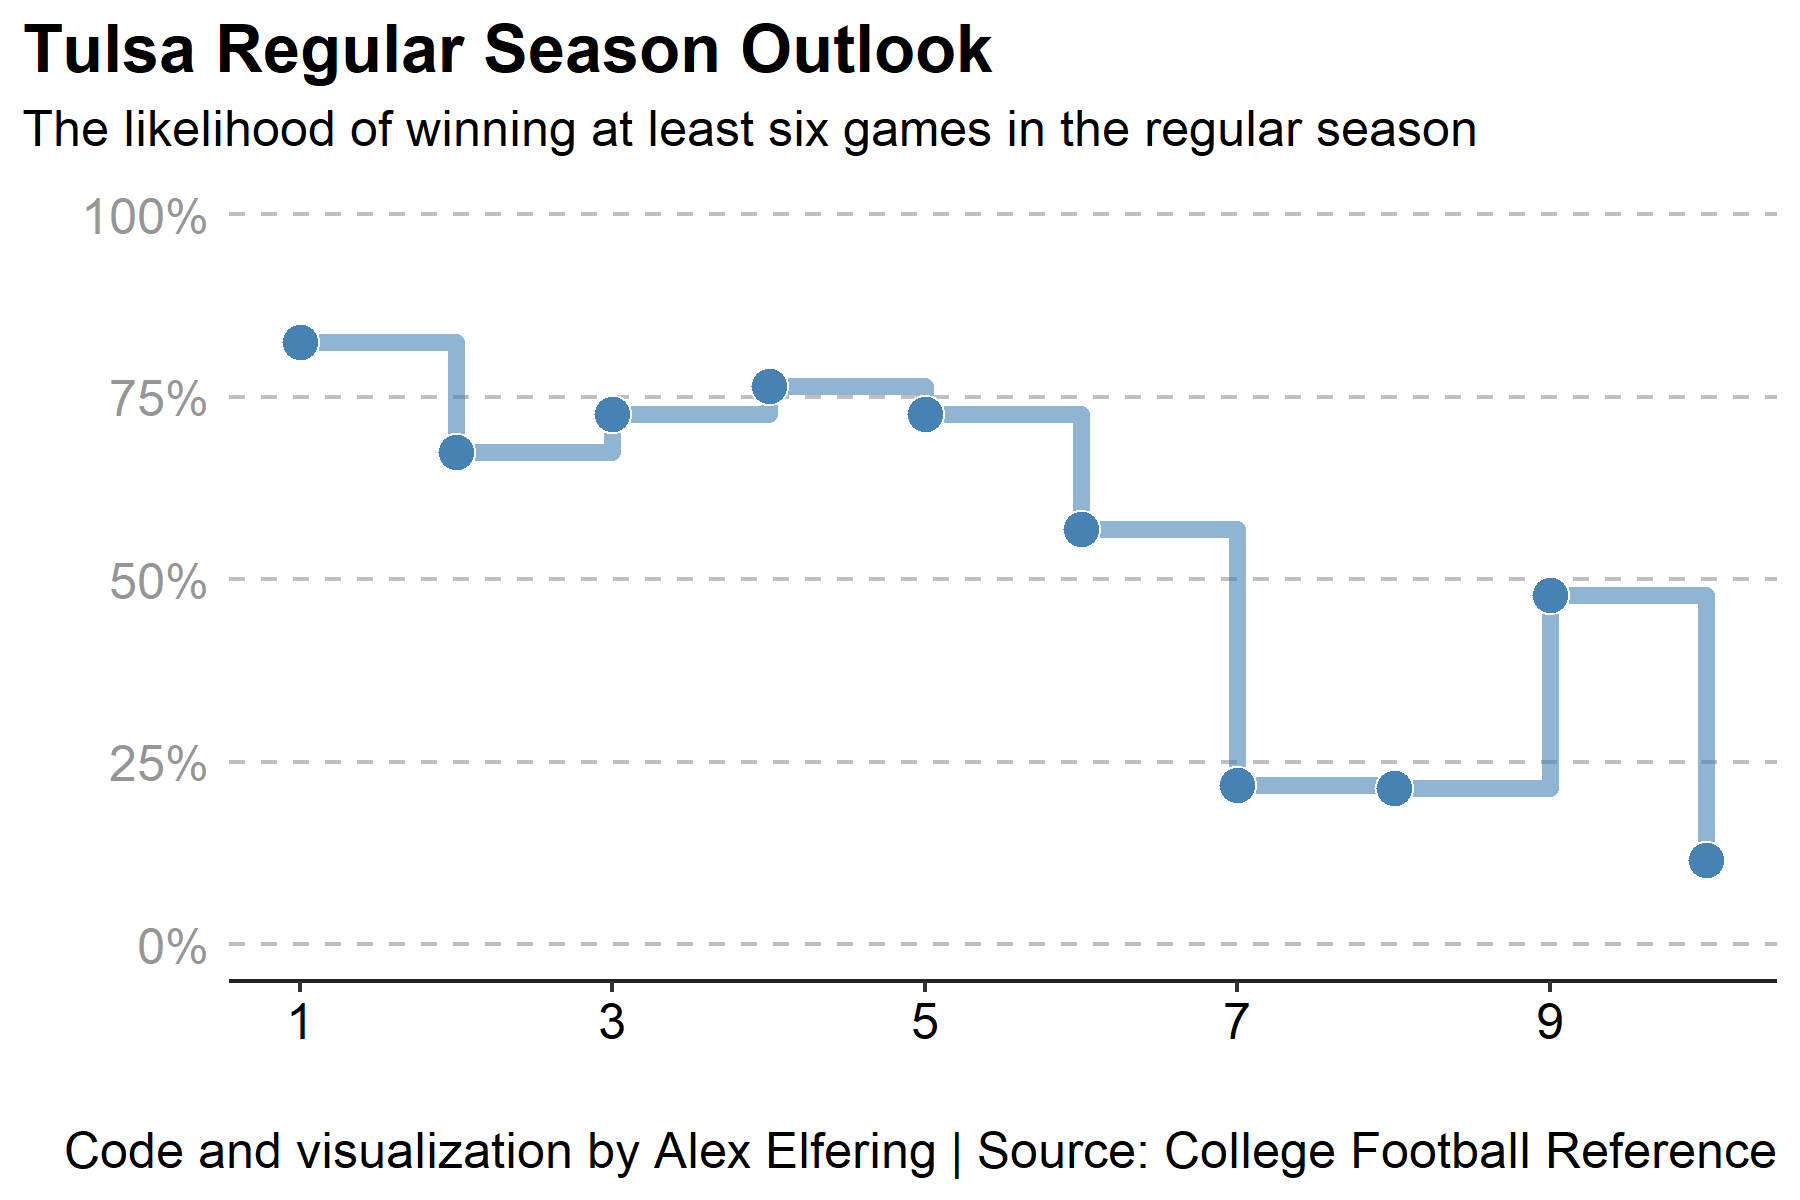 Tulsa Regular Season Outlook
The likelihood of winning at least six games in the regular season
100%
75%
50%
25%
0%
1 3 5 7 9
Code and visualization by Alex Elfering | Source: College Football Reference